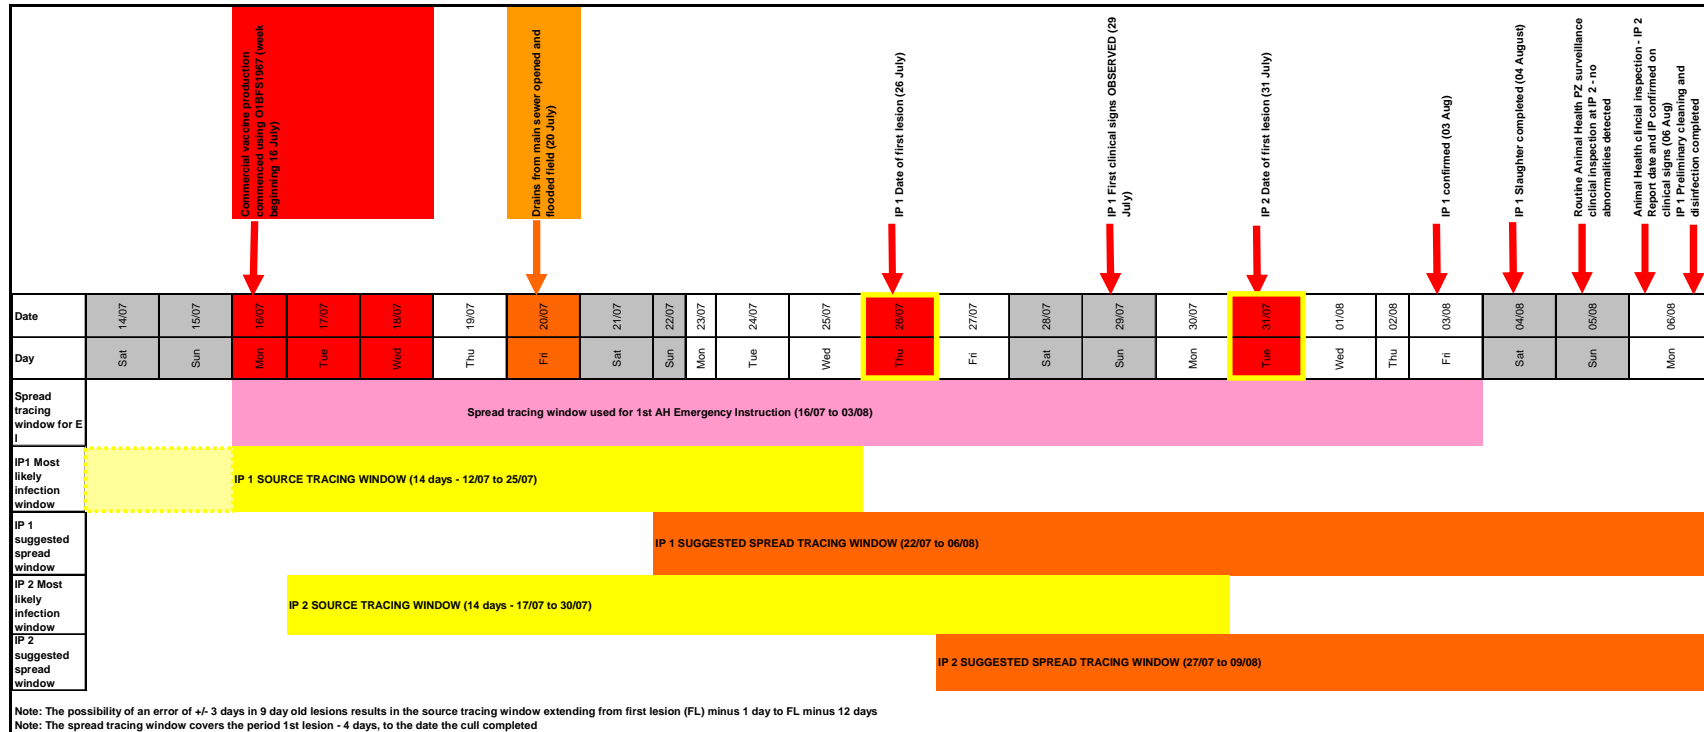 Commercial vaccine production
commenced using O1BFS1967 (week
beginning 16 July)
Drains from main sewer opened and
flooded field (20 July)
IP 1 Date of first lesion (26 July)
IP 1 First clinical signs OBSERVED (29
July)
IP 2 Date of first lesion (31 July)
IP 1 confirmed (03 Aug)
IP 1 Slaughter completed (04 August)
Routine Animal Health PZ surveillance
clincial inspection at IP 2 - no
abnormalities detected
Animal Health clincial inspection - IP 2
Report date and IP confirmed on
clinical signs (06 Aug)
IP 1 Preliminary cleaning and
disinfection completed
Date 14/07 15/07 16/07 17/07 18/07 19/07 20/07 21/07 22/07 23/07 24/07 25/07 26/07 27/07 28/07 29/07 30/07 31/07 01/08 02/08 03/08 04/08 05/08 06/08
Day Sat Sun Mon Tue Wed Thu Fri Sat Sun Mon Tue Wed Thu Fri Sat Sun Mon Tue Wed Thu Fri Sat Sun Mon
Spread
tracing
window for E
I
Spread tracing window used for 1st AH Emergency Instruction (16/07 to 03/08)
IP1 Most
likely
infection
window
IP 1 SOURCE TRACING WINDOW (14 days - 12/07 to 25/07)
IP 1
suggested
spread
window
IP 1 SUGGESTED SPREAD TRACING WINDOW (22/07 to 06/08)
IP 2 Most
likely
infection
window
IP 2 SOURCE TRACING WINDOW (14 days - 17/07 to 30/07)
IP 2
suggested
spread
window
IP 2 SUGGESTED SPREAD TRACING WINDOW (27/07 to 09/08)
Note: The possibility of an error of +/- 3 days in 9 day old lesions results in the source tracing window extending from first lesion (FL) minus 1 day to FL minus 12 days
Note: The spread tracing window covers the period 1st lesion - 4 days, to the date the cull completed